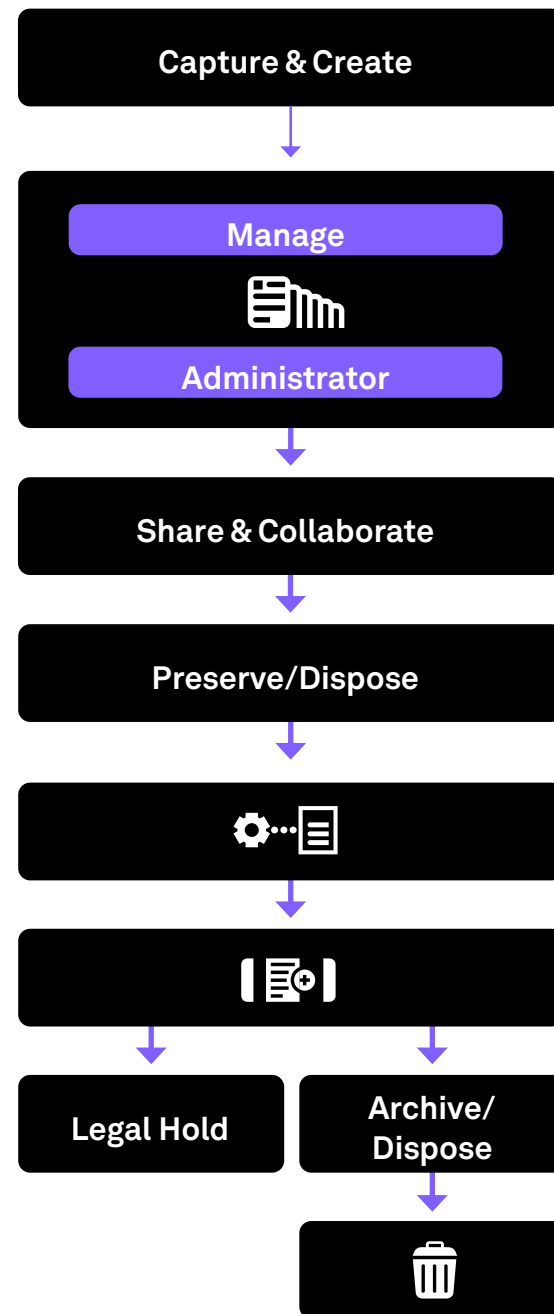 Capture & Create
Manage
Administrator
Share & Collaborate
Preserve/Dispose
Legal Hold
Archive/
Dispose